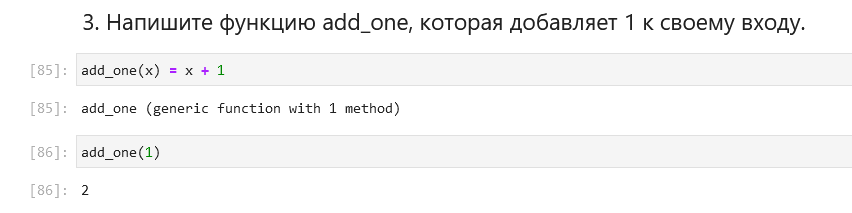 3. Напишите функцию add_one, которая добавляет 1 к своему входу.
[85]: add_one(x) = x + 1
[85]: add_one (generic function with 1 method)
[86]: add_one(1)
[86]: 2